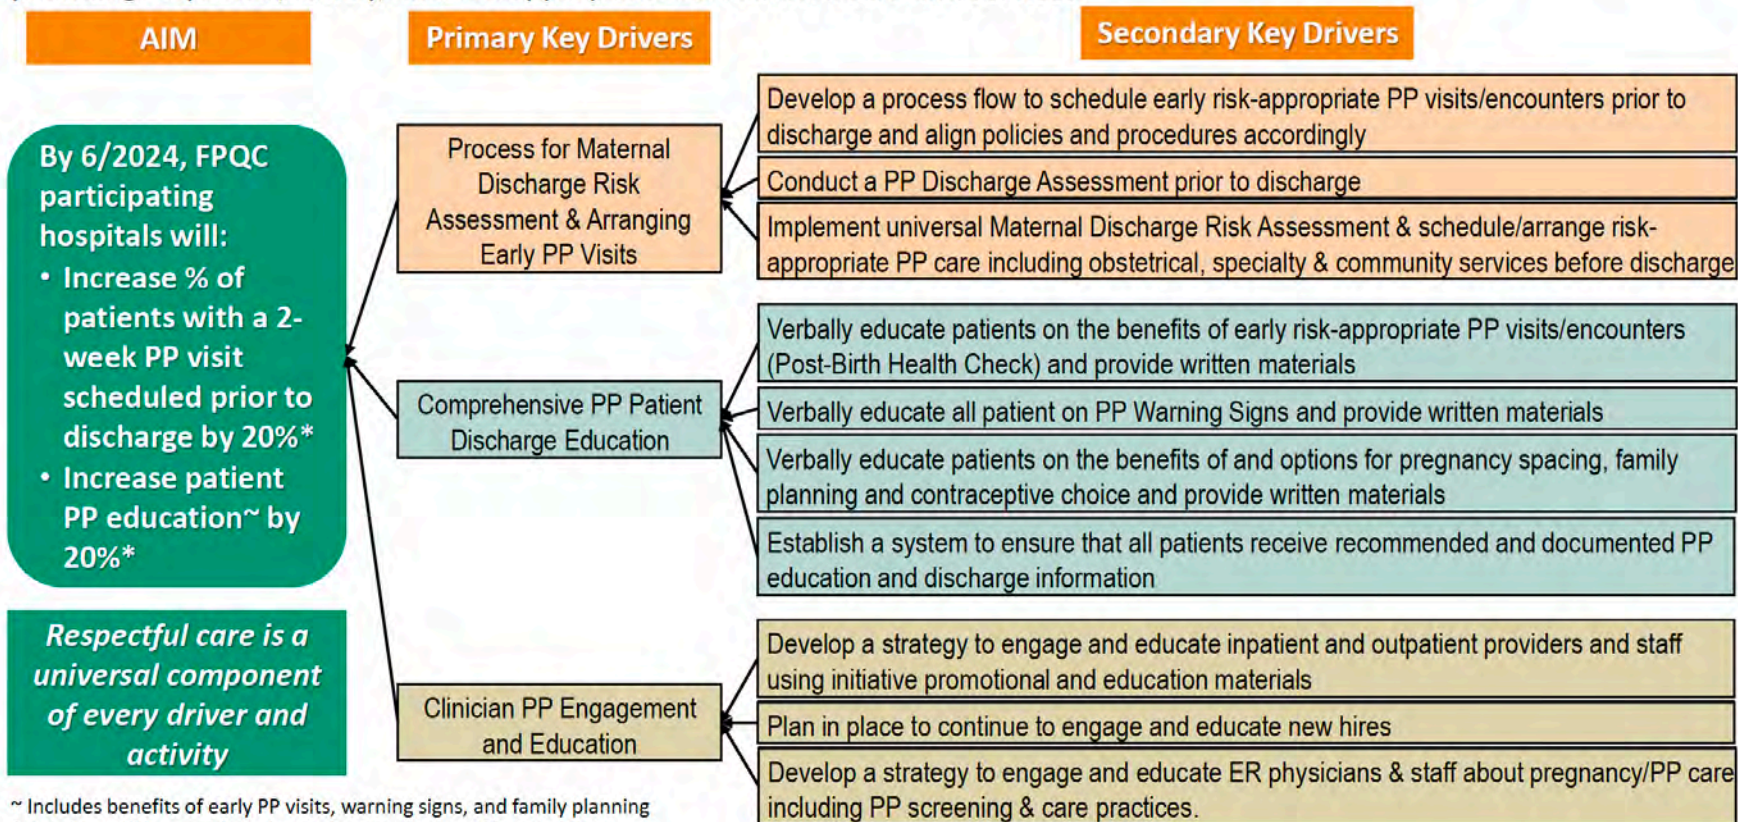 AIM
Primary Key Drivers
Secondary Key Drivers
By 6/2024, FPQC
participating
hospitals will:
• Increase % of
patients with a 2-
week PP visit
scheduled prior to
discharge by 20%*
• Increase patient
PP education~ by
20%*
Respectful care is a
universal component
of every driver and
activity
~ Includes benefits of early PP visits, warning signs, and family planning
Process for Maternal
Discharge Risk
Assessment & Arranging
Early PP Visits
Comprehensive PP Patient
Discharge Education
Clinician PP Engagement
and Education
Develop a process flow to schedule early risk-appropriate PP visits/encounters prior to
discharge and align policies and procedures accordingly
Conduct a PP Discharge Assessment prior to discharge
Implement universal Maternal Discharge Risk Assessment & schedule/arrange risk-
appropriate PP care including obstetrical, specialty & community services before discharge
Verbally educate patients on the benefits of early risk-appropriate PP visits/encounters
(Post-Birth Health Check) and provide written materials
Verbally educate all patient on PP Warning Signs and provide written materials
Verbally educate patients on the benefits of and options for pregnancy spacing, family
planning and contraceptive choice and provide written materials
Establish a system to ensure that all patients receive recommended and documented PP
education and discharge information
Develop a strategy to engage and educate inpatient and outpatient providers and staff
using initiative promotional and education materials
Plan in place to continue to engage and educate new hires
Develop a strategy to engage and educate ER physicians & staff about pregnancy/PP care
including PP screening & care practices.